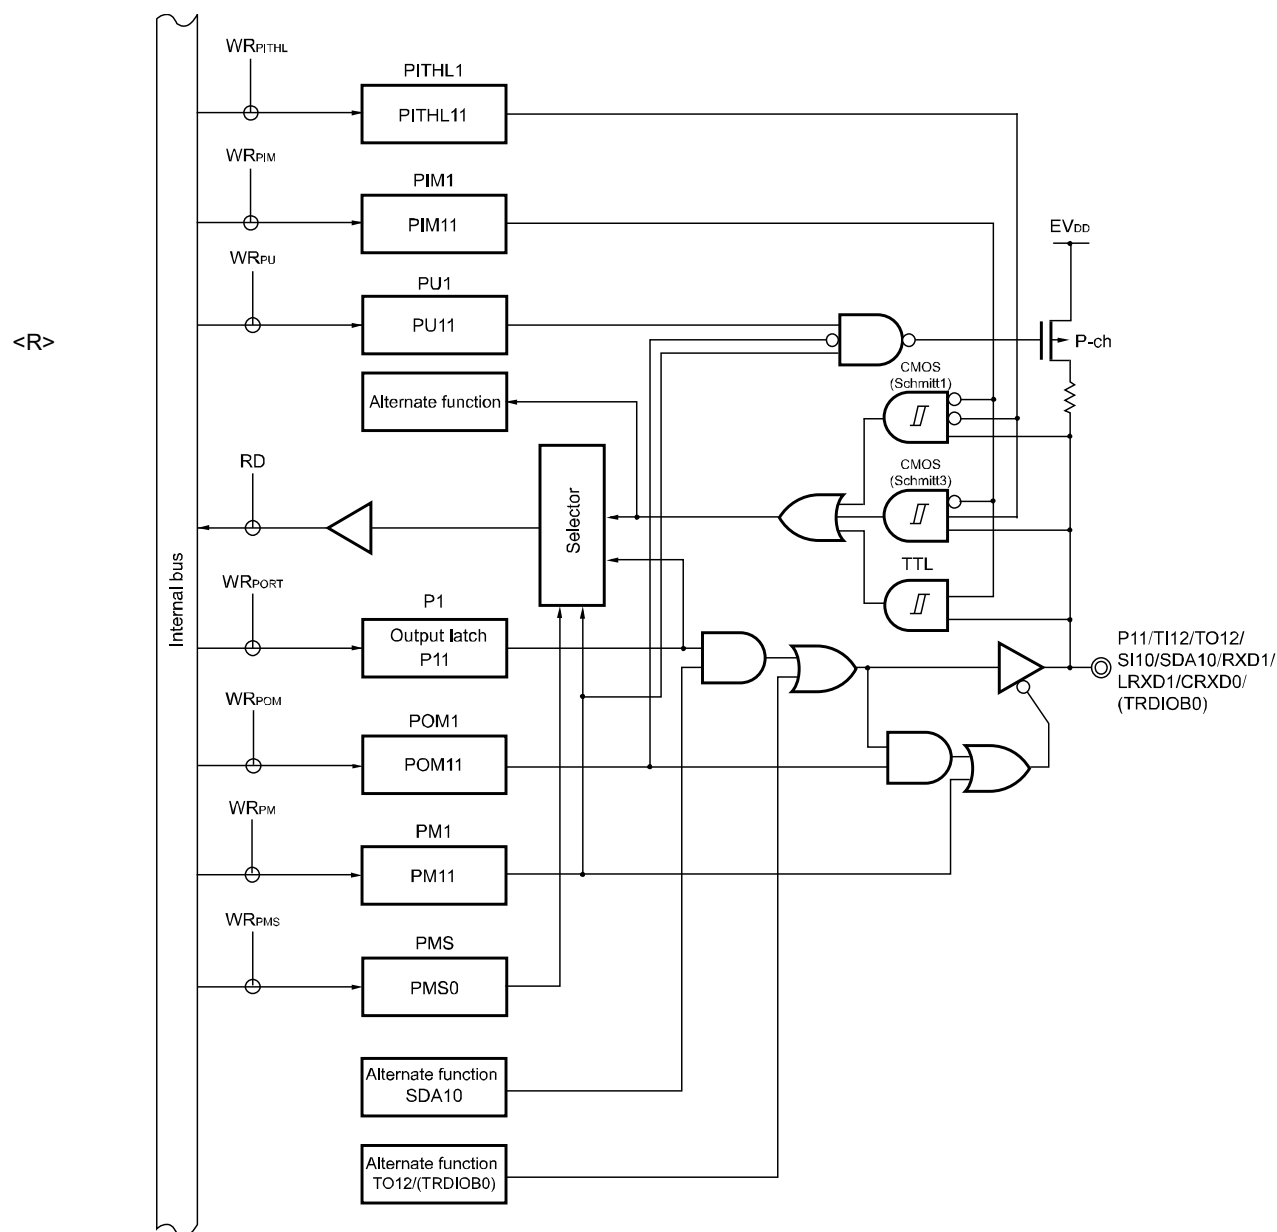 WRPITHL
PITHL1
PITHL11
WRPIM
PIM1
PIM11
WRPU
PU1
PU11
EVDD
<R>
P-ch
Alternate function
CMOS
(Schmitt1)
RD
Selector
CMOS
(Schmitt3)
TTL
Internal bus
WRPORT
P1
Output latch
P11
P11/TI12/TO12/
SI10/SDA10/RXD1/
LRXD1/CRXD0/
(TRDIOB0)
WRPOM
POM1
POM11
WRPM
PM1
PM11
WRPMS
PMS
PMS0
Alternate function
SDA10
Alternate function
TO12/(TRDIOB0)